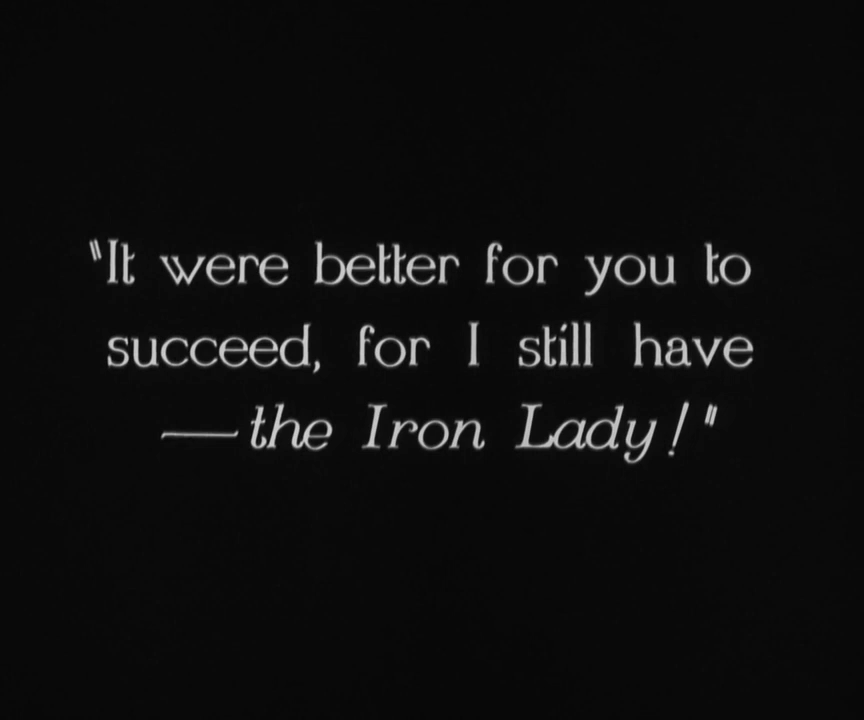 "It were better for you to
succeed, for I still have
—the Iron Lady!"